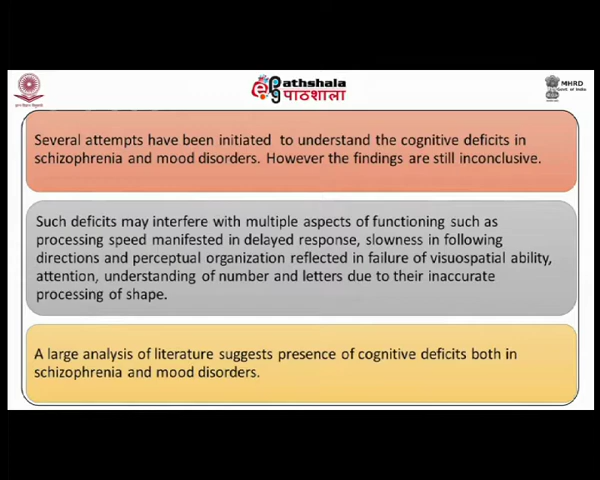 Pathshala
पाठशाला
MHRD
Govt. of India
Several attempts have been initiated to understand the cognitive deficits in
schizophrenia and mood disorders. However the findings are still inconclusive.
Such deficits may interfere with multiple aspects of functioning such as
processing speed manifested in delayed response, slowness in following
directions and perceptual organization reflected in failure of visuospatial ability,
attention, understanding of number and letters due to their inaccurate
processing of shape.
A large analysis of literature suggests presence of cognitive deficits both in
schizophrenia and mood disorders.